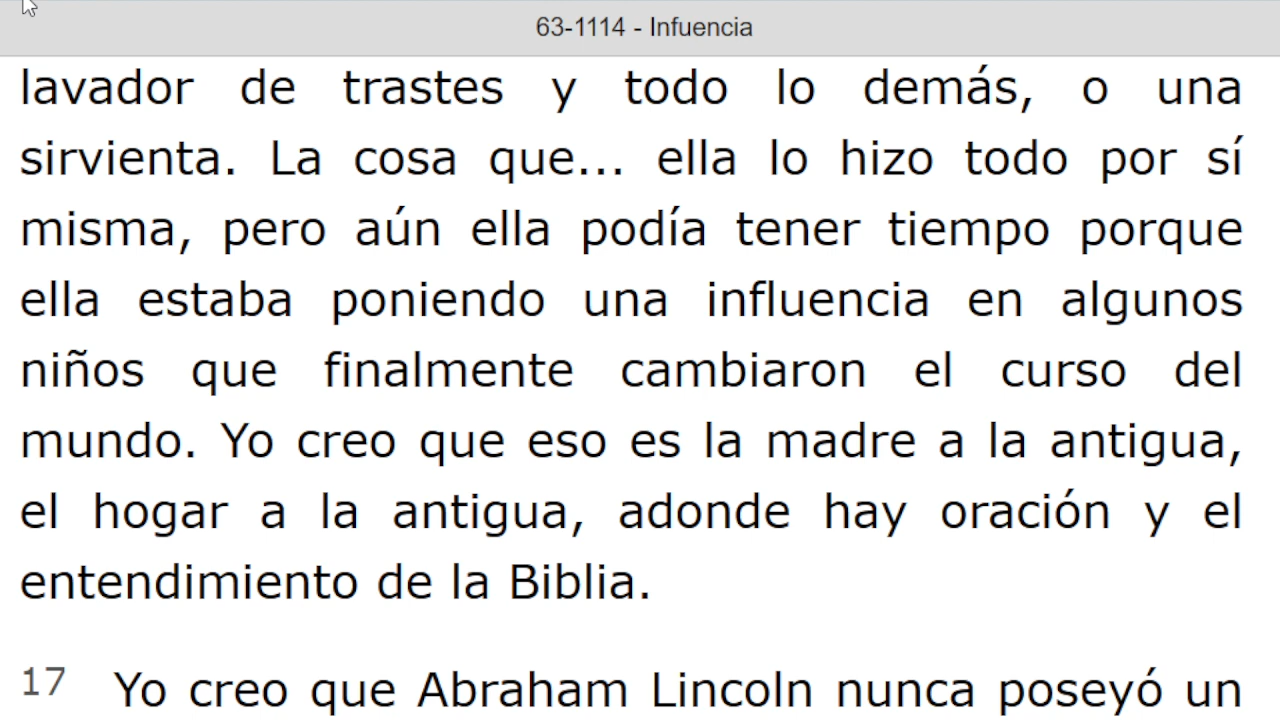 63-1114 - Infuencia
lavador de trastes y todo lo demás, o una
sirvienta. La cosa que... ella lo hizo todo por sí
misma, pero aún ella podía tener tiempo porque
ella estaba poniendo una influencia en algunos
niños que finalmente cambiaron el curso del
mundo. Yo creo que eso es la madre a la antigua,
el hogar a la antigua, adonde hay oración y el
entendimiento de la Biblia.
17 Yo creo que Abraham Lincoln nunca poseyó un